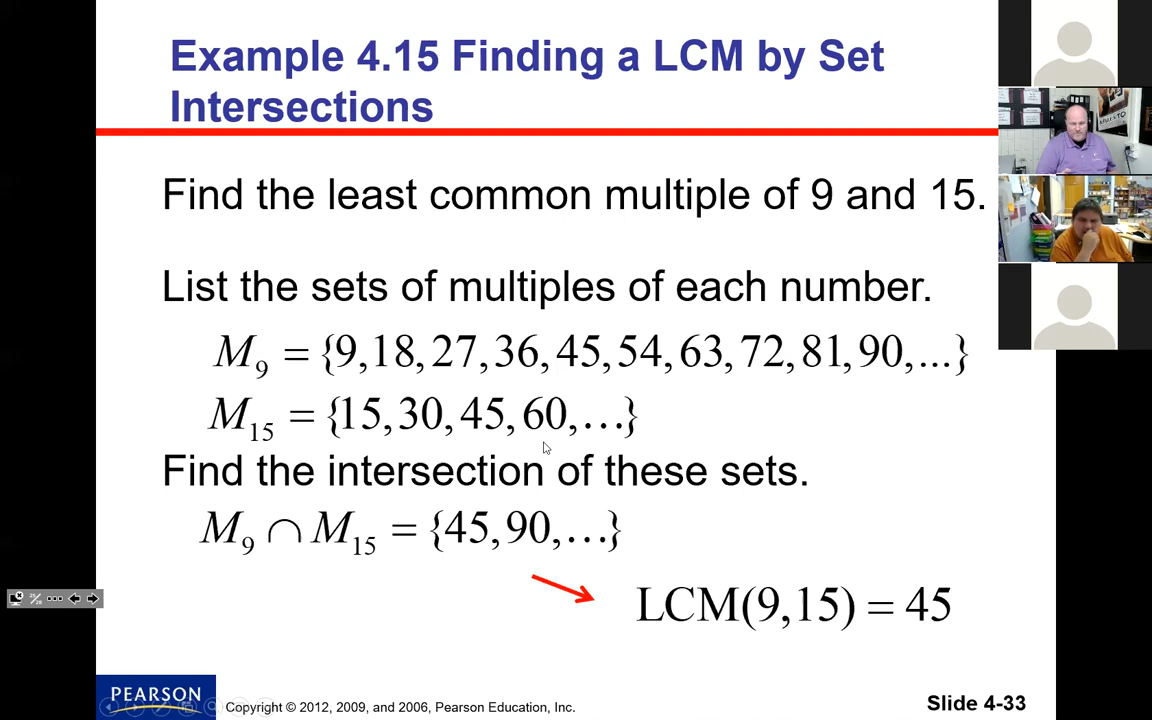 Example 4.15 Finding a LCM by Set
Intersections
Find the least common multiple of 9 and 15.
List the sets of multiples of each number.
M₉ = {9,18, 27, 36, 45, 54, 63, 72, 81, 90, ...}
M₁₅ = {15, 30, 45, 60, …}
Find the intersection of these sets.
M₉ ∩ M₁₅ = {45, 90, …}
LCM(9,15) = 45
PEARSON
Copyright © 2012, 2009, and 2006, Pearson Education, Inc.
Slide 4-33